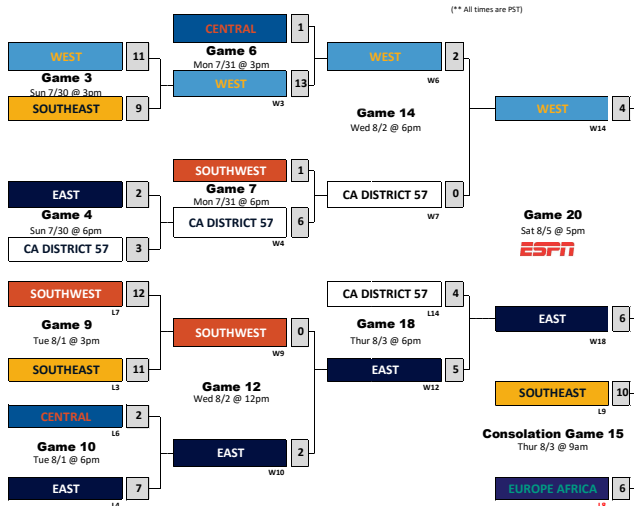 (** All times are PST)
CENTRAL 1
WEST 11
Game 6
Mon 7/31 @ 3pm
WEST 2
Game 3
Sun 7/30 @ 3pm
WEST 13
W3
W6
SOUTHEAST 9
Game 14
Wed 8/2 @ 6pm
WEST 4
W14
SOUTHWEST 1
EAST 2
Game 7
Mon 7/31 @ 6pm
CA DISTRICT 57 0
W7
Game 4
Sun 7/30 @ 6pm
CA DISTRICT 57 6
W4
CA DISTRICT 57 3
Game 20
Sat 8/5 @ 5pm
ESPN
SOUTHWEST 12
L7
CA DISTRICT 57 4
L14
Game 9
Tue 8/1 @ 3pm
SOUTHWEST 0
W9
Game 18
Thur 8/3 @ 6pm
EAST 6
W18
SOUTHEAST 11
L3
EAST 5
W12
Game 12
Wed 8/2 @ 12pm
SOUTHEAST 10
L9
CENTRAL 2
L6
Game 10
Tue 8/1 @ 6pm
EAST 2
W10
Consolation Game 15
Thur 8/3 @ 9am
EAST 7
L4
EUROPE AFRICA 6
L8